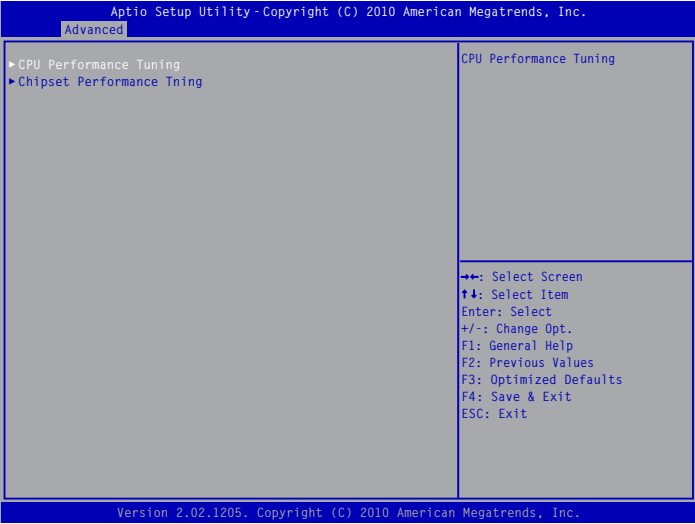 Aptio Setup Utility - Copyright (C) 2010 American Megatrends, Inc.
Advanced
►CPU Performance Tuning
►Chipset Performance Tning
CPU Performance Tuning
→←: Select Screen
↑↓: Select Item
Enter: Select
+/-: Change Opt.
F1: General Help
F2: Previous Values
F3: Optimized Defaults
F4: Save & Exit
ESC: Exit
Version 2.02.1205. Copyright (C) 2010 American Megatrends, Inc.